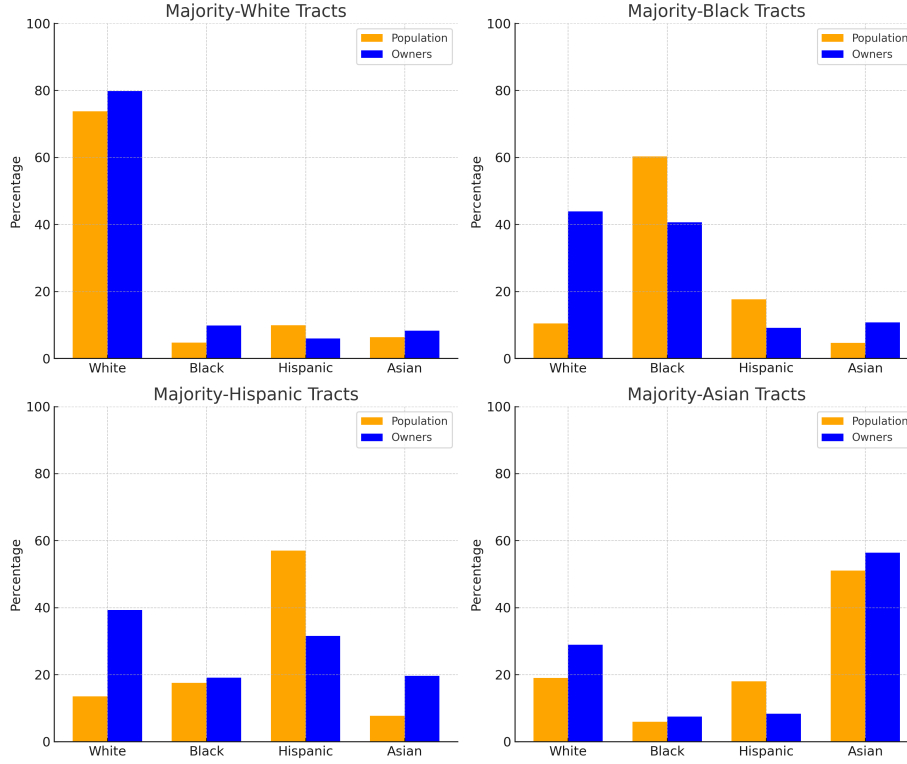 Majority-White Tracts
100
80
60
40
20
0
Percentage
Population
Owners
White Black Hispanic Asian
Majority-Black Tracts
100
80
60
40
20
0
Percentage
Population
Owners
White Black Hispanic Asian
Majority-Hispanic Tracts
100
80
60
40
20
0
Percentage
Population
Owners
White Black Hispanic Asian
Majority-Asian Tracts
100
80
60
40
20
0
Percentage
Population
Owners
White Black Hispanic Asian